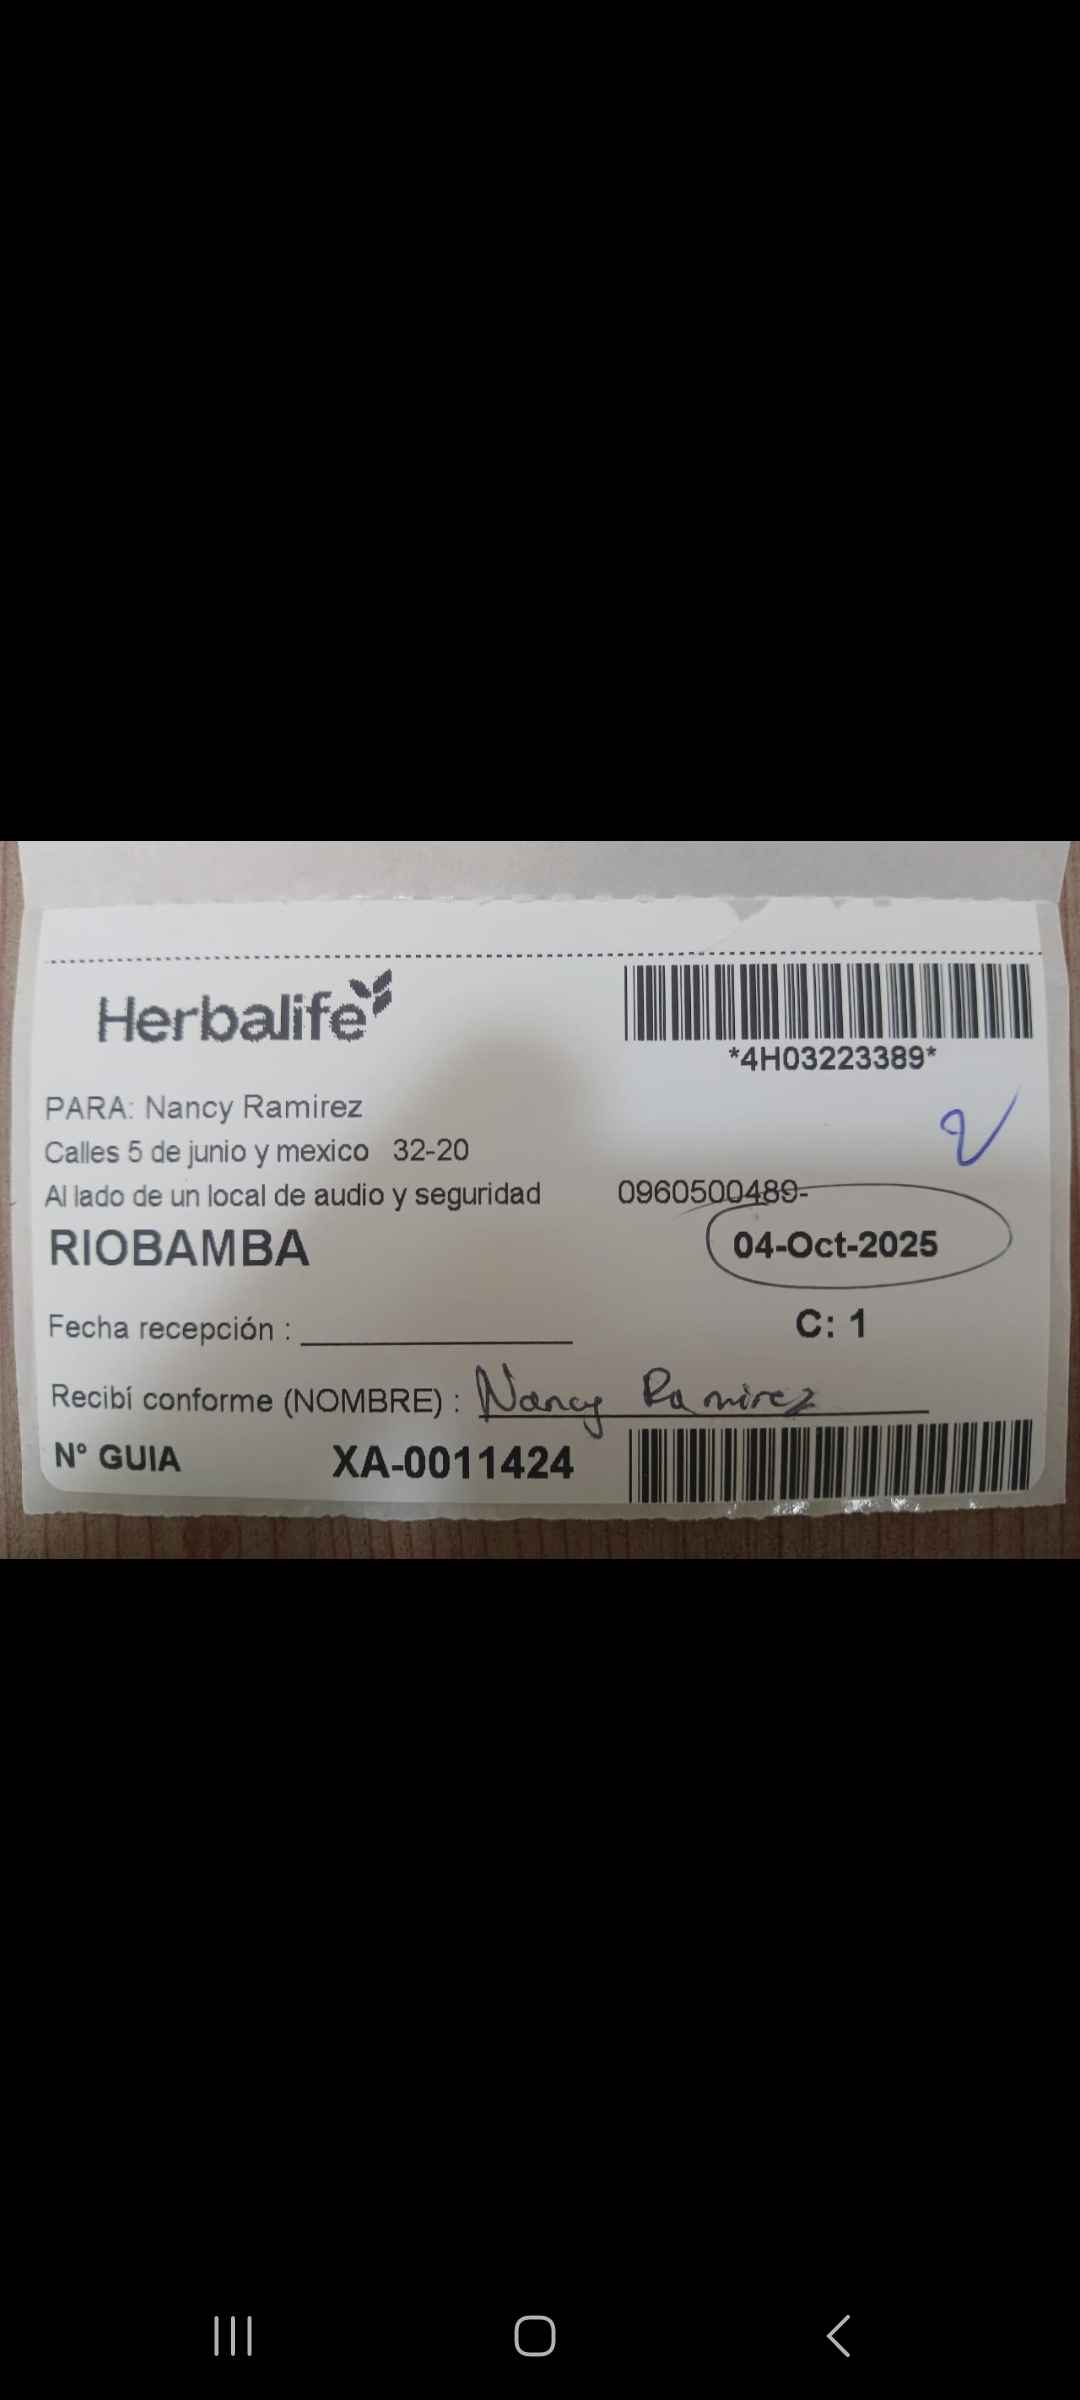 Herbalife
*4H03223389*
PARA: Nancy Ramirez
Calles 5 de junio y mexico 32-20
Al lado de un local de audio y seguridad 0960500489-
RIOBAMBA 04-Oct-2025
Fecha recepción : C: 1
Recibí conforme (NOMBRE) : Nancy Ramirez
N° GUIA XA-0011424